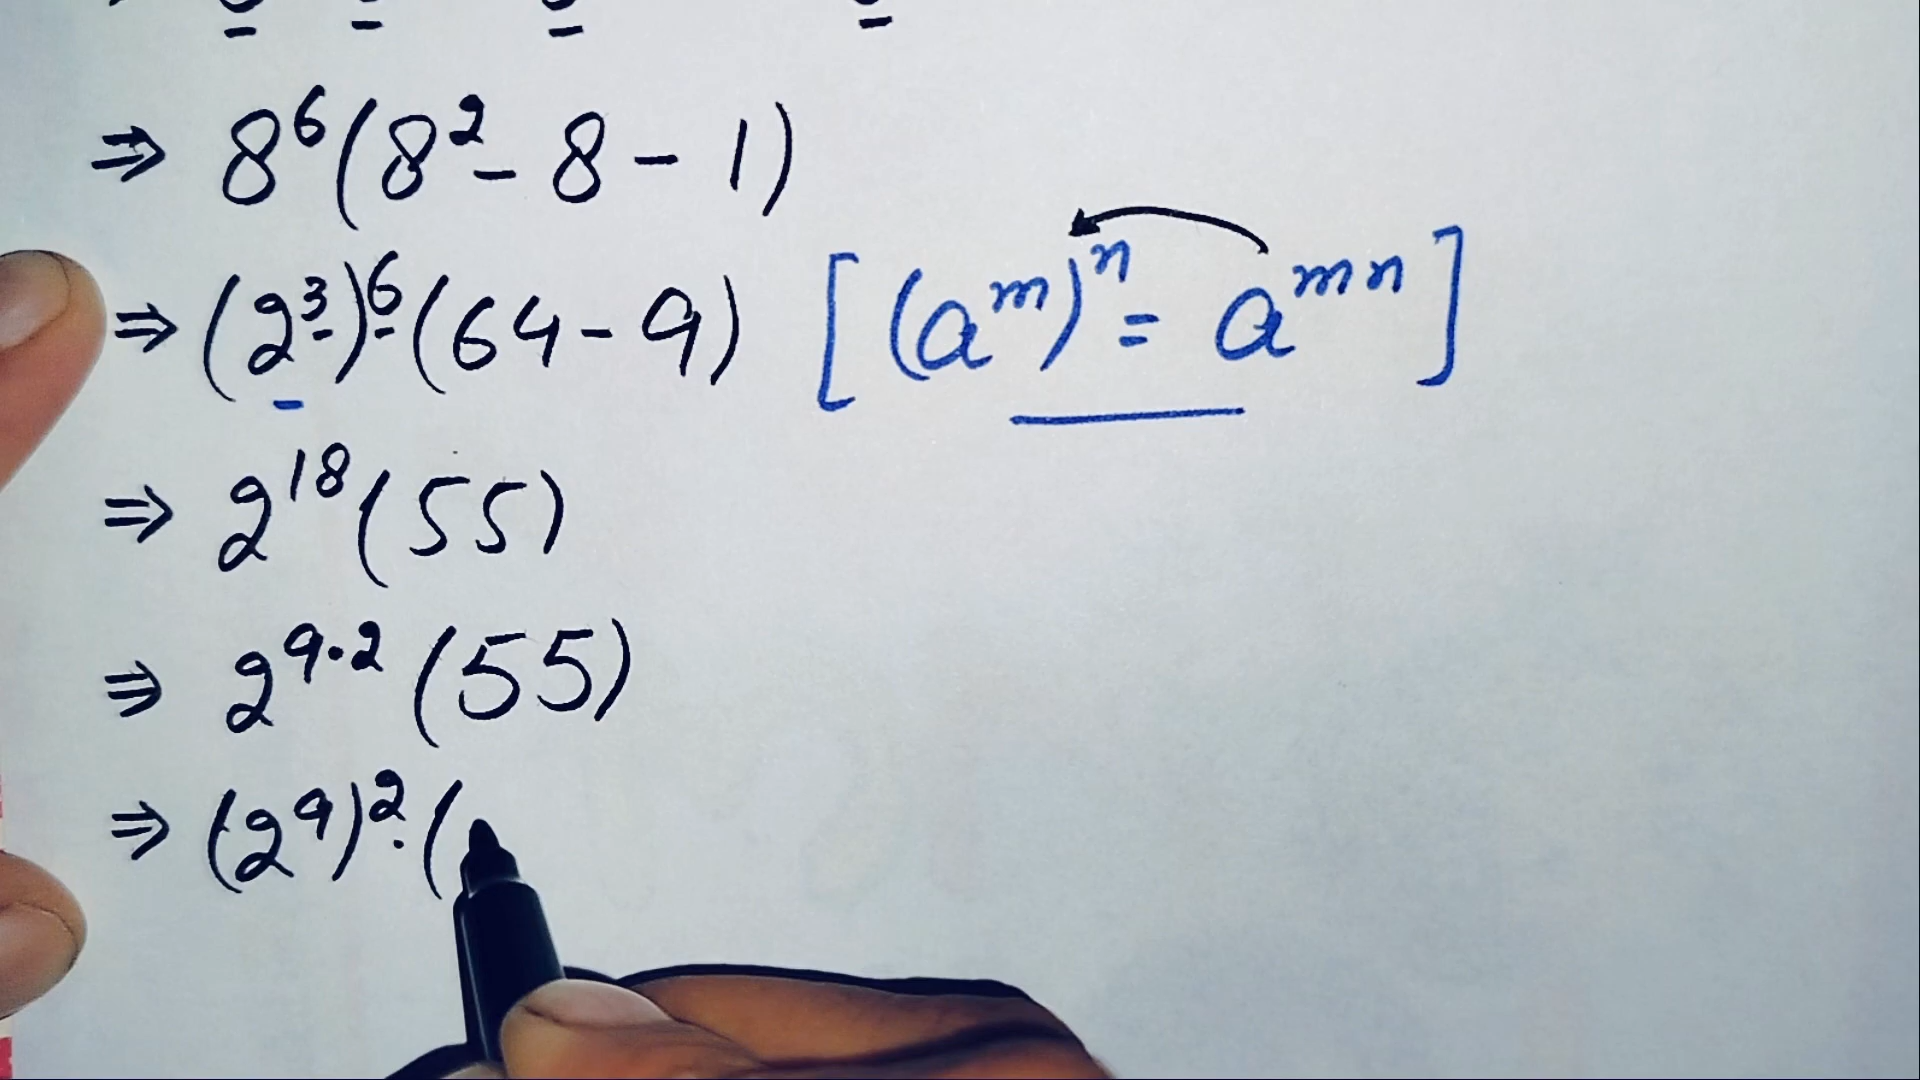 ⇒ 8⁶(8² - 8 - 1)
⇒ (2³)⁶(64 - 9) [(aᵐ)ⁿ = aᵐⁿ]
⇒ 2¹⁸(55)
⇒ 2⁹·²(55)
⇒ (2⁹)²·(